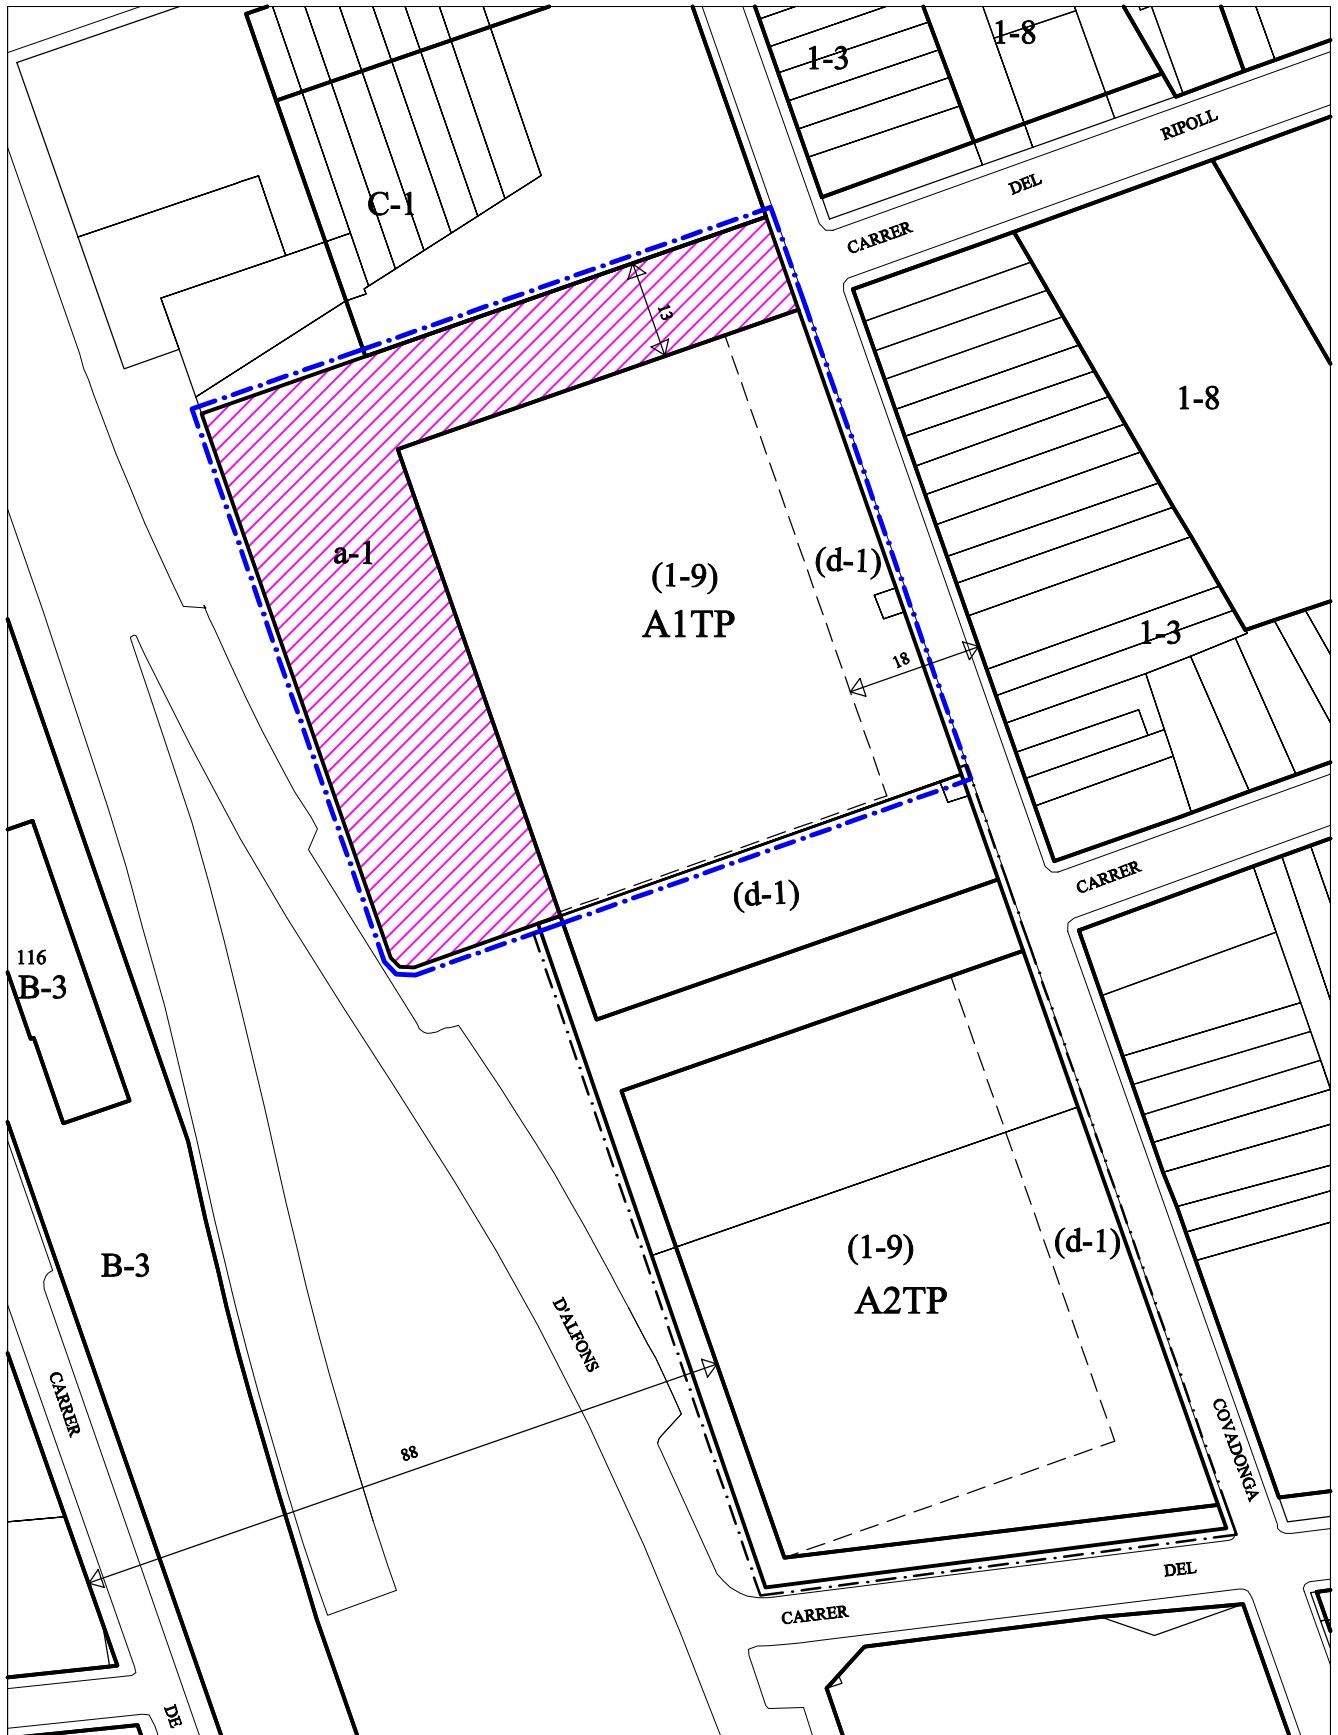 1-8
1-3
RIPOLL
DEL
CARRER
C-1
13
1-8
a-1
(1-9)
A1TP
(d-1)
1-3
18
CARRER
(d-1)
116
B-3
B-3
(1-9)
A2TP
(d-1)
D'ALFONS
CARRER
88
COVADONGA
DEL
CARRER
DE